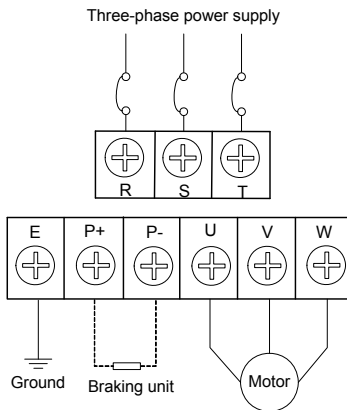 Three-phase power supply
R S T
E P+ P- U V W
Ground Braking unit Motor